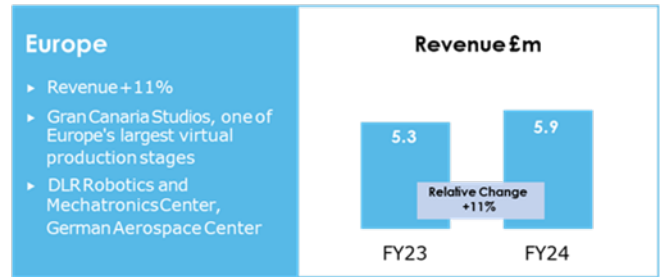 Europe
▸ Revenue +11%
▸ Gran Canaria Studios, one of
Europe's largest virtual
production stages
▸ DLR Robotics and
Mechatronics Center,
German Aerospace Center
Revenue £m
5.3
5.9
Relative Change
+11%
FY23
FY24